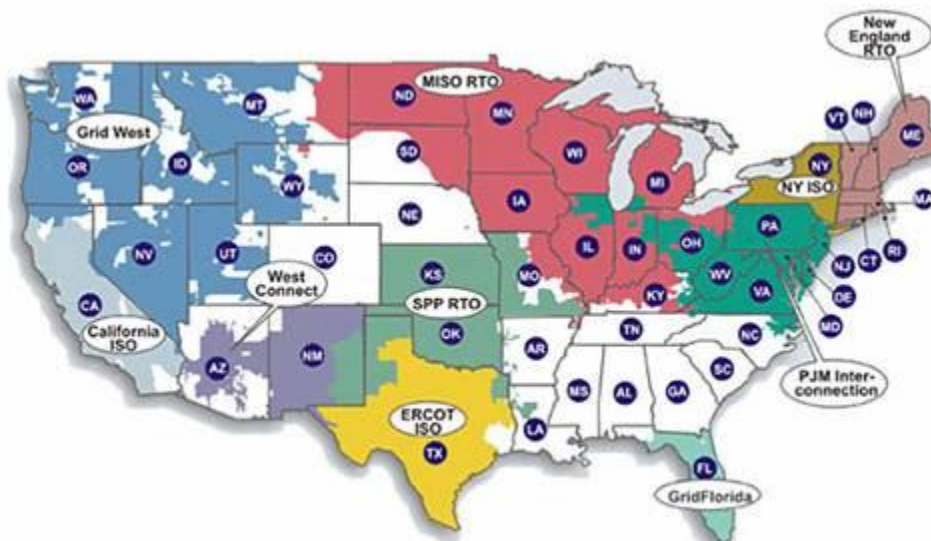 New
England
RTO
MISO RTO
ND
WA
MT
MN
VT
NH
ME
Grid West
OR
ID
SD
WI
NY
WY
MI
NY ISO
IA
MA
NE
PA
NV
UT
CO
IL
IN
OH
NJ
CT
RI
West
Connect
KS
MO
WV
VA
DE
CA
SPP RTO
KY
MD
California
ISO
AZ
NM
OK
TN
NC
AR
SC
PJM Inter-
connection
MS
AL
GA
ERCOT
ISO
TX
LA
FL
GridFlorida